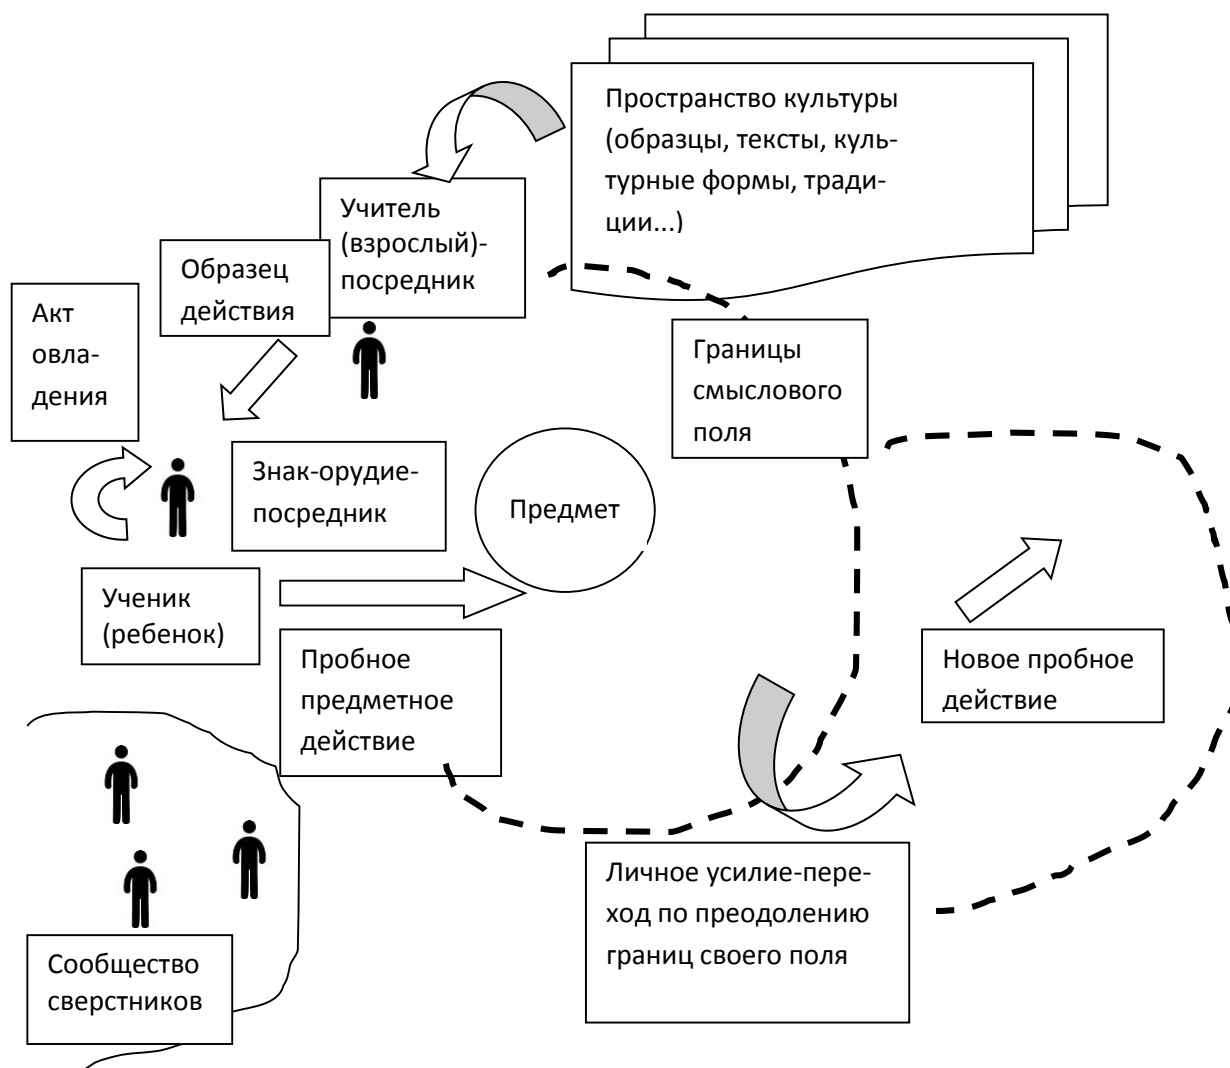 Пространство культуры
(образцы, тексты, куль-
турные формы, тради-
ции...)
Учитель
(взрослый)-
посредник
Образец
действия
Акт
овла-
дения
Границы
смыслового
поля
Знак-орудие-
посредник
Предмет
Ученик
(ребенок)
Пробное
предметное
действие
Новое пробное
действие
Личное усилие-пере-
ход по преодолению
границ своего поля
Сообщество
сверстников